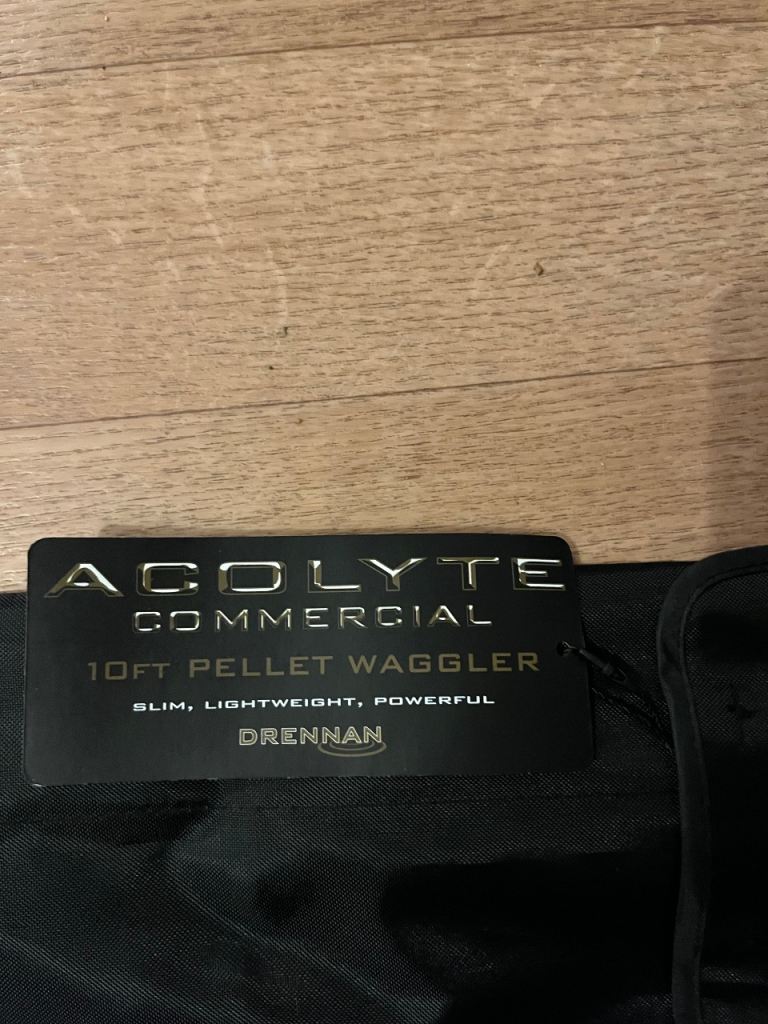 ACOLYTE
COMMERCIAL
10FT PELLET WAGGLER
SLIM, LIGHTWEIGHT, POWERFUL
DRENNAN